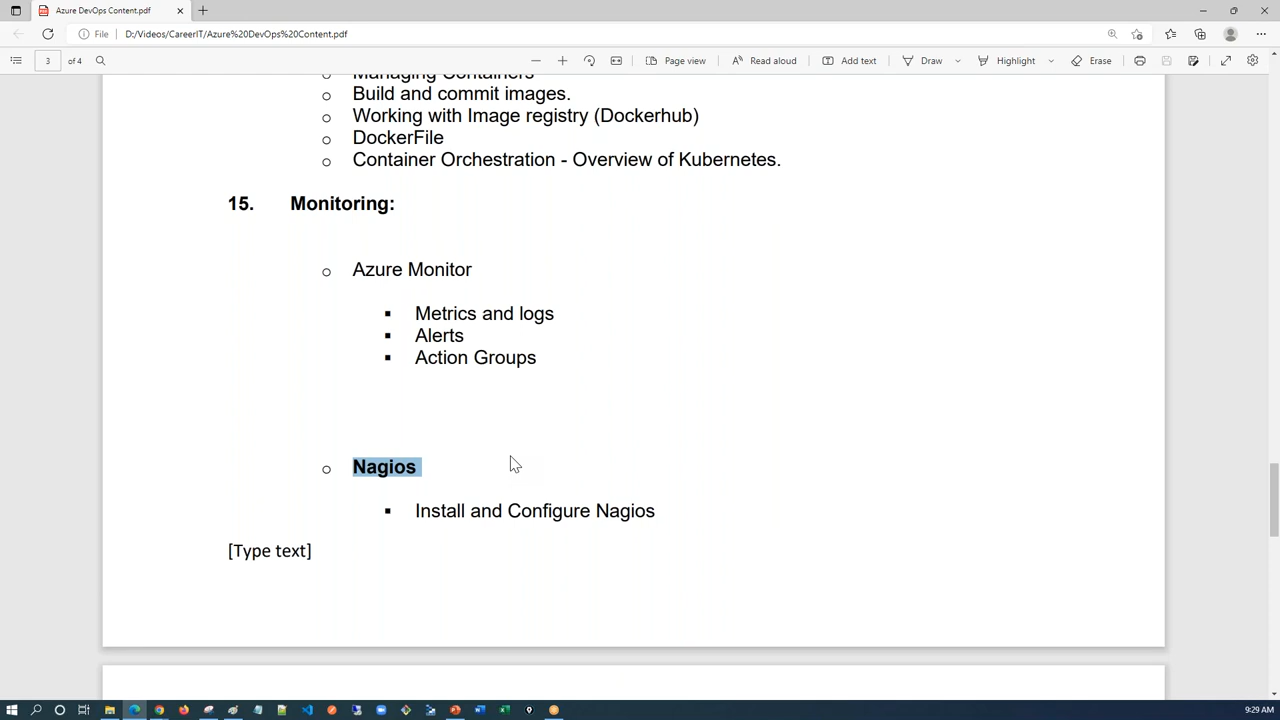 Azure DevOps Content.pdf
File D:/Videos/CareerIT/Azure%20DevOps%20Content.pdf
3 of 4 Page view Read aloud Add text Draw Highlight Erase
Managing Containers
o Build and commit images.
o Working with Image registry (Dockerhub)
o DockerFile
o Container Orchestration - Overview of Kubernetes.
15. Monitoring:
o Azure Monitor
▪ Metrics and logs
▪ Alerts
▪ Action Groups
o Nagios
▪ Install and Configure Nagios
[Type text]
9:29 AM